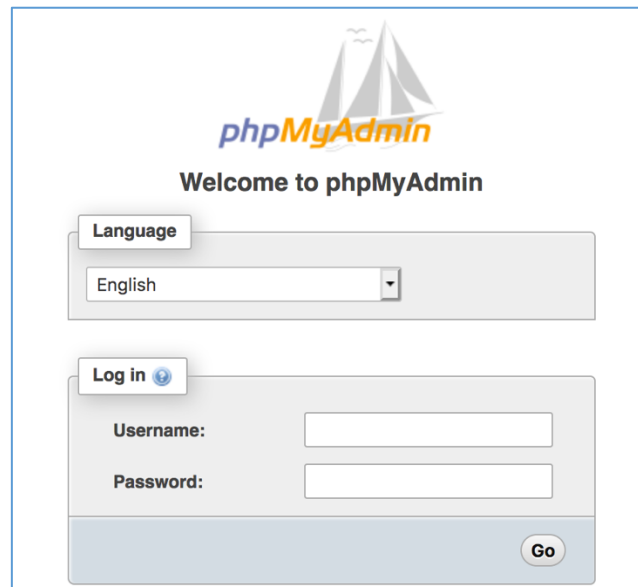 phpMyAdmin
Welcome to phpMyAdmin
Language
English
Log in
Username:
Password:
Go